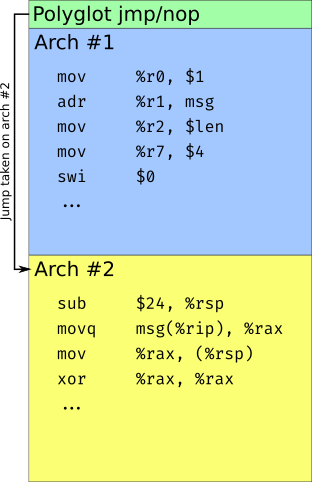 Polyglot jmp/nop
Arch #1
mov %r0, $1
adr %r1, msg
mov %r2, $len
mov %r7, $4
swi $0
…
Jump taken on arch #2
Arch #2
sub $24, %rsp
movq msg(%rip), %rax
mov %rax, (%rsp)
xor %rax, %rax
…